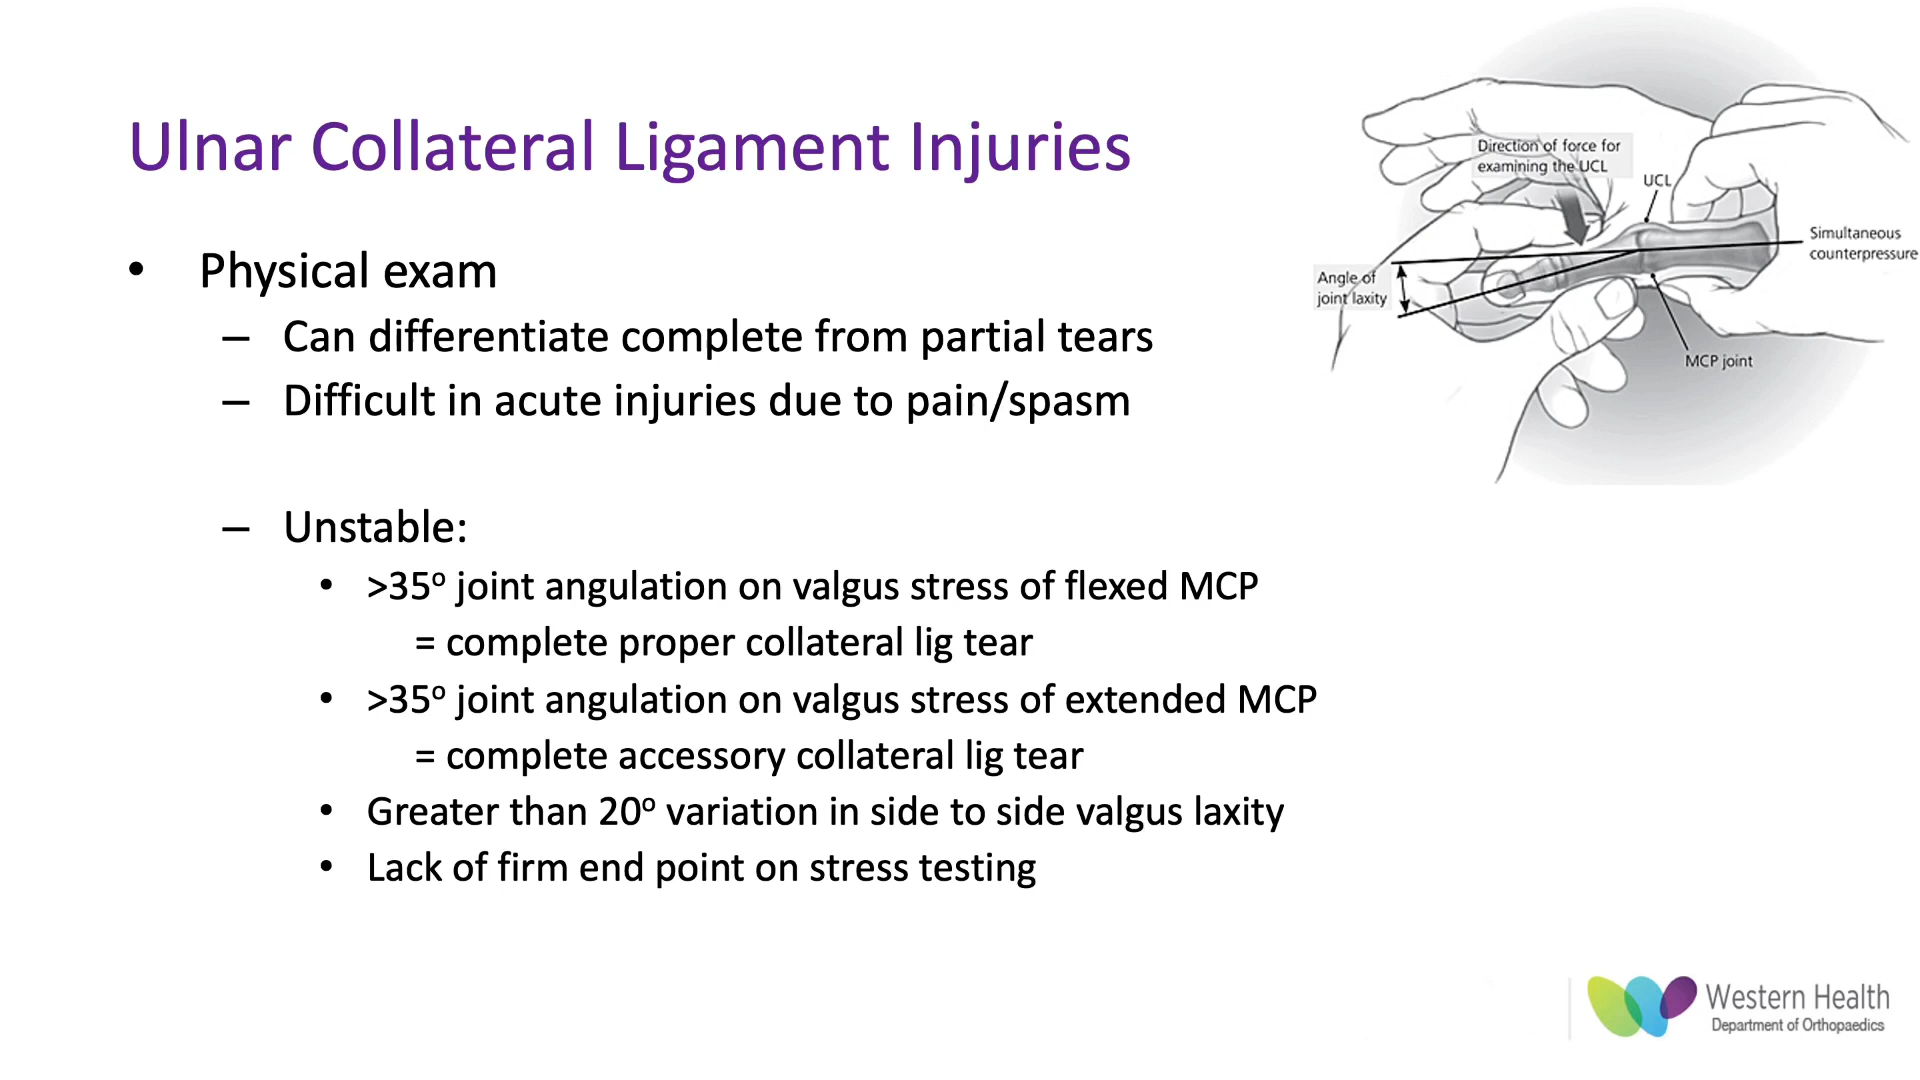 Ulnar Collateral Ligament Injuries
• Physical exam
– Can differentiate complete from partial tears
– Difficult in acute injuries due to pain/spasm
– Unstable:
• >35º joint angulation on valgus stress of flexed MCP
= complete proper collateral lig tear
• >35º joint angulation on valgus stress of extended MCP
= complete accessory collateral lig tear
• Greater than 20º variation in side to side valgus laxity
• Lack of firm end point on stress testing
Direction of force for
examining the UCL
UCL
Simultaneous
counterpressure
Angle of
joint laxity
MCP joint
Western Health
Department of Orthopaedics